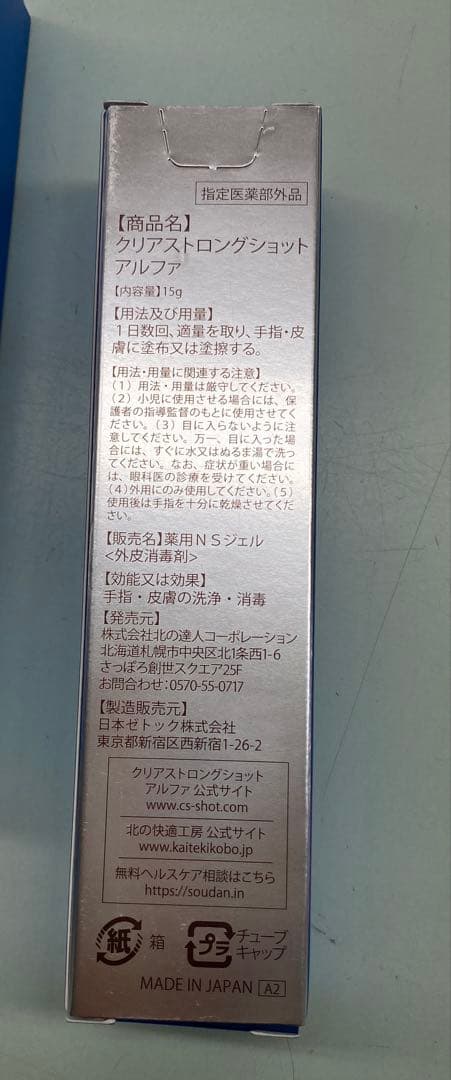 指定医薬部外品
【商品名】
クリアストロングショット
アルファ
【内容量】15g
【用法及び用量】
1日数回、適量を取り、手指・皮
膚に塗布又は塗擦する。
【用法・用量に関連する注意】
(1)用法・用量は厳守してください。
(2)小児に使用させる場合には、保
護者の指導監督のもとに使用させてく
ださい。(3)目に入らないように注
意してください。万一、目に入った場
合には、すぐに水又はぬるま湯で洗っ
てください。なお、症状が重い場合に
は、眼科医の診療を受けてください。
(4)外用にのみ使用してください。(5)
使用後は手指を十分に乾燥させてくだ
さい。
【販売名】薬用NSジェル
<外皮消毒剤>
【効能又は効果】
手指・皮膚の洗浄・消毒
【発売元】
株式会社北の達人コーポレーション
北海道札幌市中央区北1条西1-6
さっぽろ創世スクエア25F
お問合わせ:0570-55-0717
【製造販売元】
日本ゼトック株式会社
東京都新宿区西新宿1-26-2
クリアストロングショット
アルファ 公式サイト
www.cs-shot.com
北の快適工房 公式サイト
www.kaitekikobo.jp
無料ヘルスケア相談はこちら
https://soudan.in
紙 箱 プラ チューブ
キャップ
MADE IN JAPAN A2